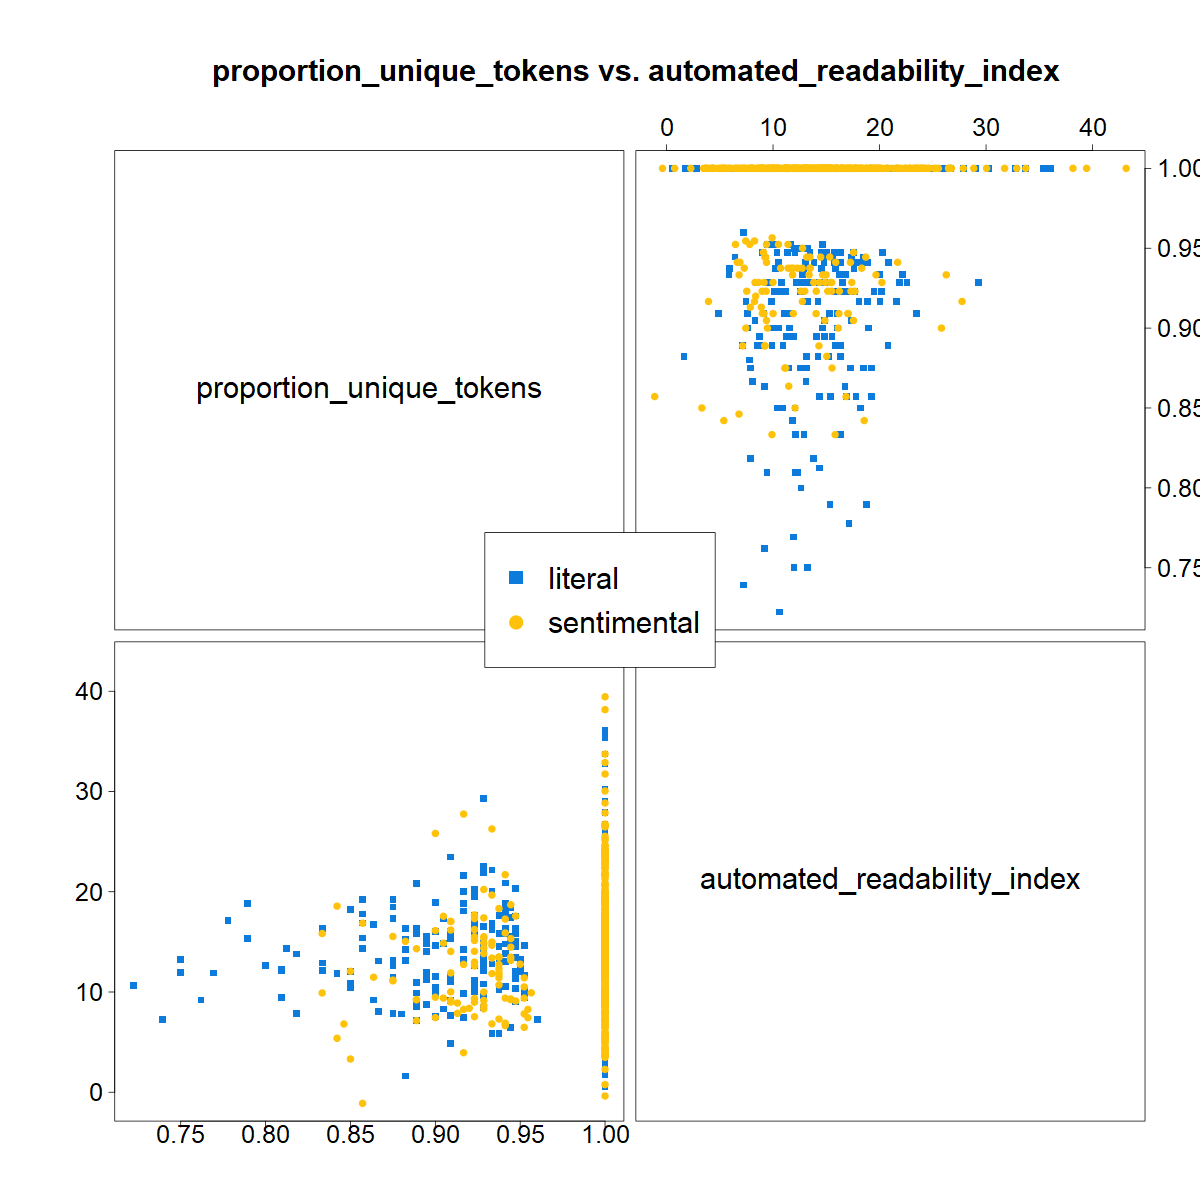 proportion_unique_tokens vs. automated_readability_index
0 10 20 30 40
proportion_unique_tokens
1.00
0.95
0.90
0.85
0.80
0.75
literal
sentimental
40
30
20
10
0
automated_readability_index
0.75 0.80 0.85 0.90 0.95 1.00